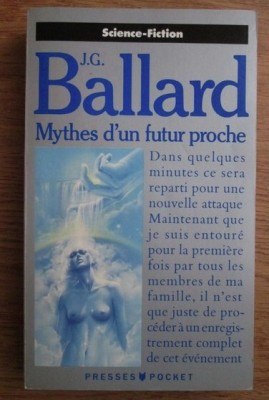 Science-Fiction
J.G.
Ballard
Mythes d'un futur proche
Dans quelques
minutes ce sera
reparti pour une
nouvelle attaque
Maintenant que
je suis entouré
pour la première
fois par tous les
membres de ma
famille, il n'est
que juste de pro-
céder à un enregis-
trement complet
de cet événement
PRESSES POCKET